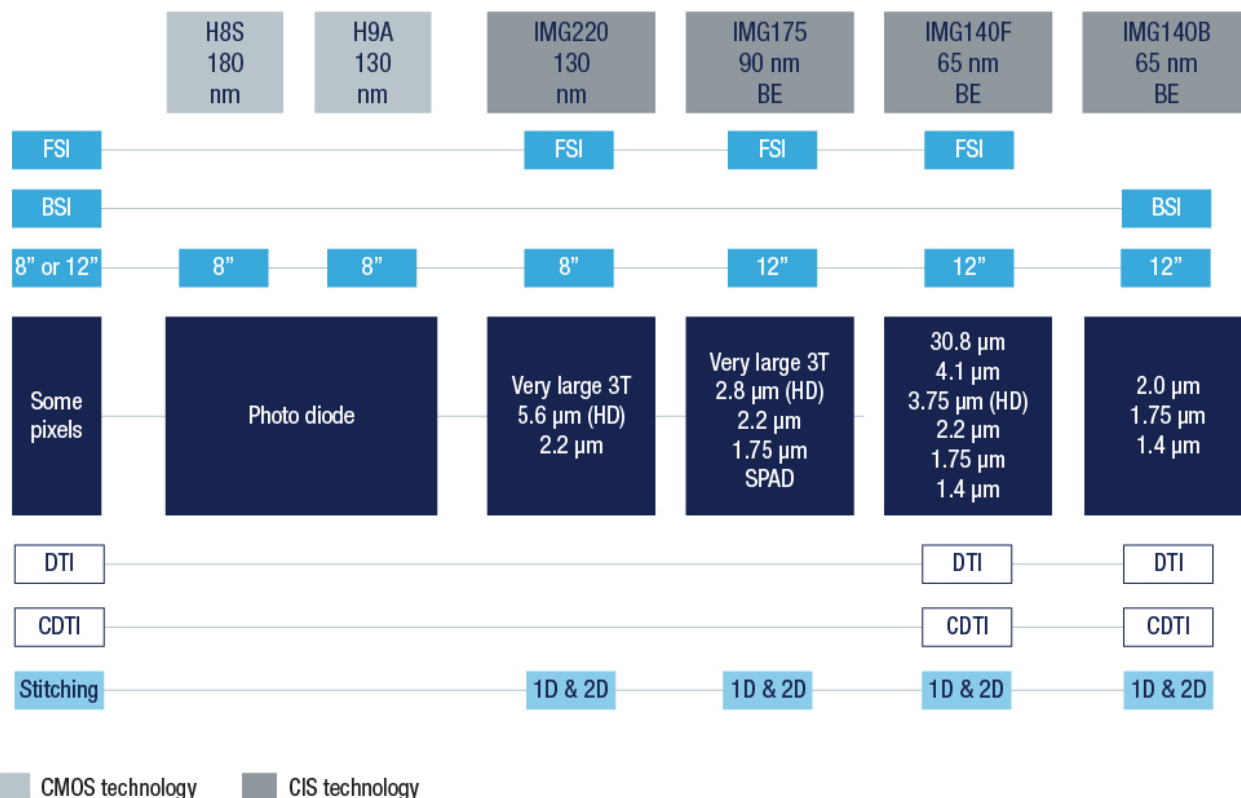 H8S
180
nm
H9A
130
nm
IMG220
130
nm
IMG175
90 nm
BE
IMG140F
65 nm
BE
IMG140B
65 nm
BE
FSI
FSI
FSI
FSI
BSI
BSI
8” or 12”
8”
8”
8”
12”
12”
12”
Some
pixels
Photo diode
Very large 3T
5.6 µm (HD)
2.2 µm
Very large 3T
2.8 µm (HD)
2.2 µm
1.75 µm
SPAD
30.8 µm
4.1 µm
3.75 µm (HD)
2.2 µm
1.75 µm
1.4 µm
2.0 µm
1.75 µm
1.4 µm
DTI
DTI
DTI
CDTI
CDTI
CDTI
Stitching
1D & 2D
1D & 2D
1D & 2D
1D & 2D
CMOS technology
CIS technology